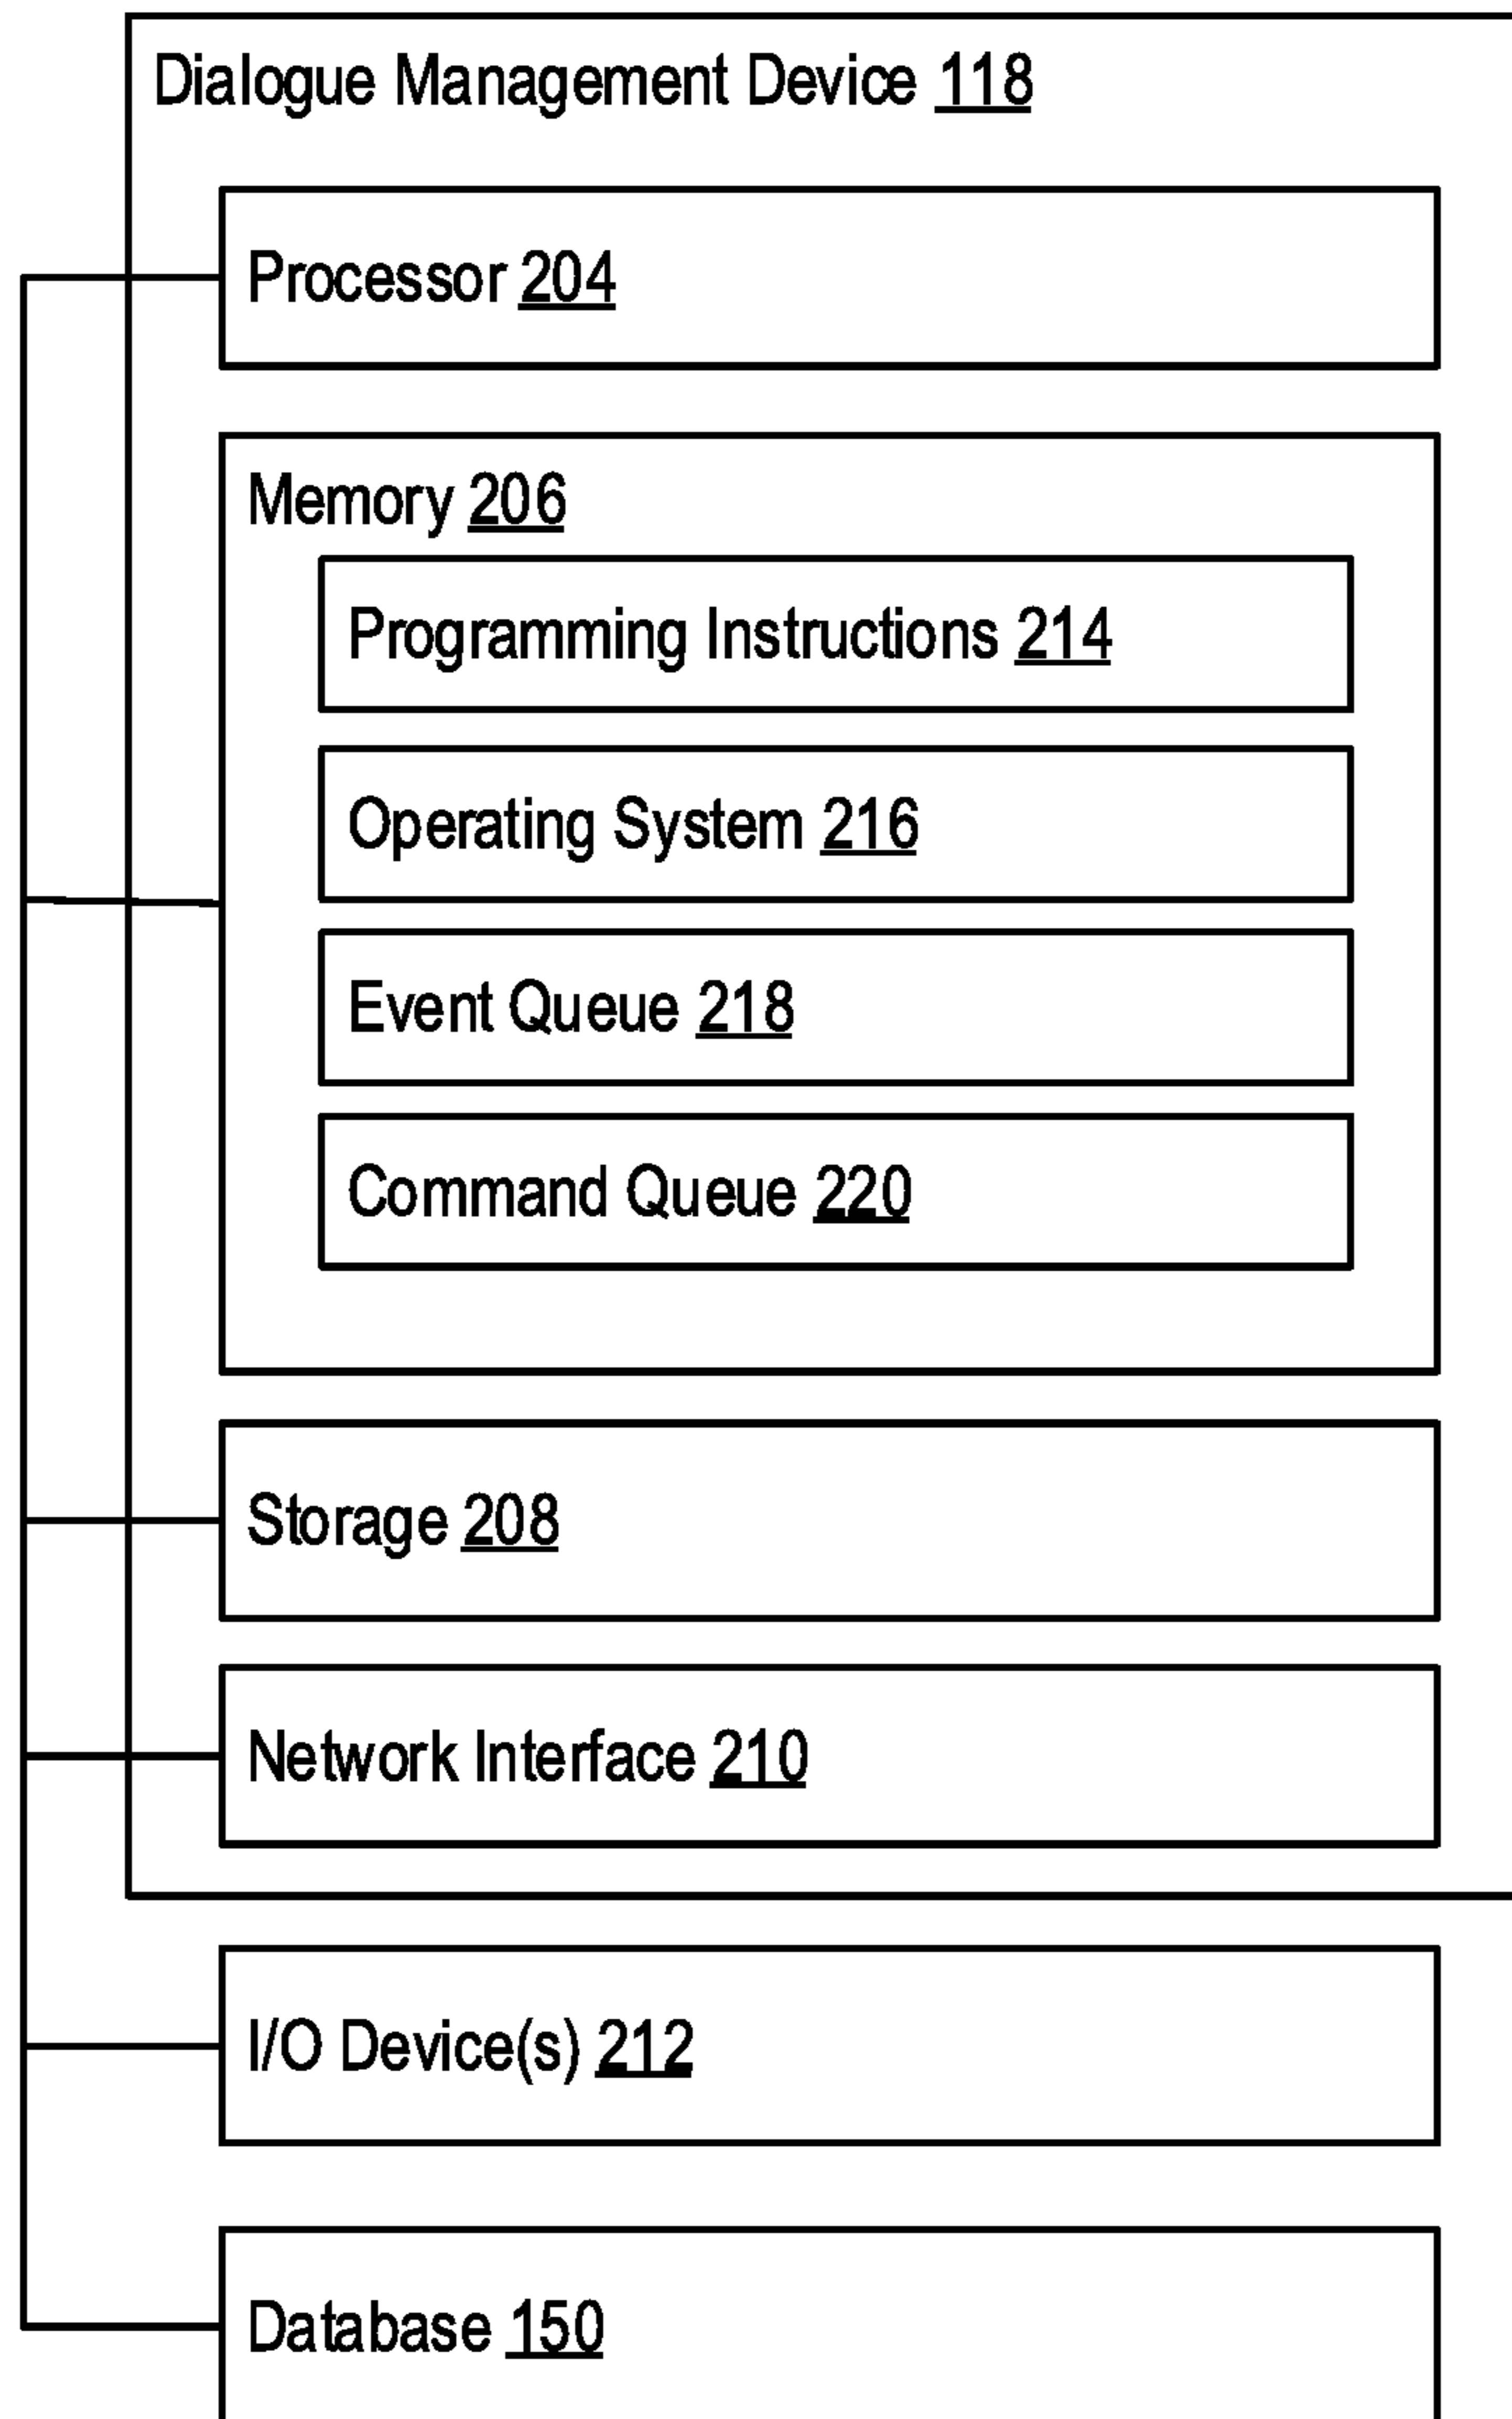 Dialogue Management Device 118
Processor 204
Memory 206
Programming Instructions 214
Operating System 216
Event Queue 218
Command Queue 220
Storage 208
Network Interface 210
I/O Device(s) 212
Database 150